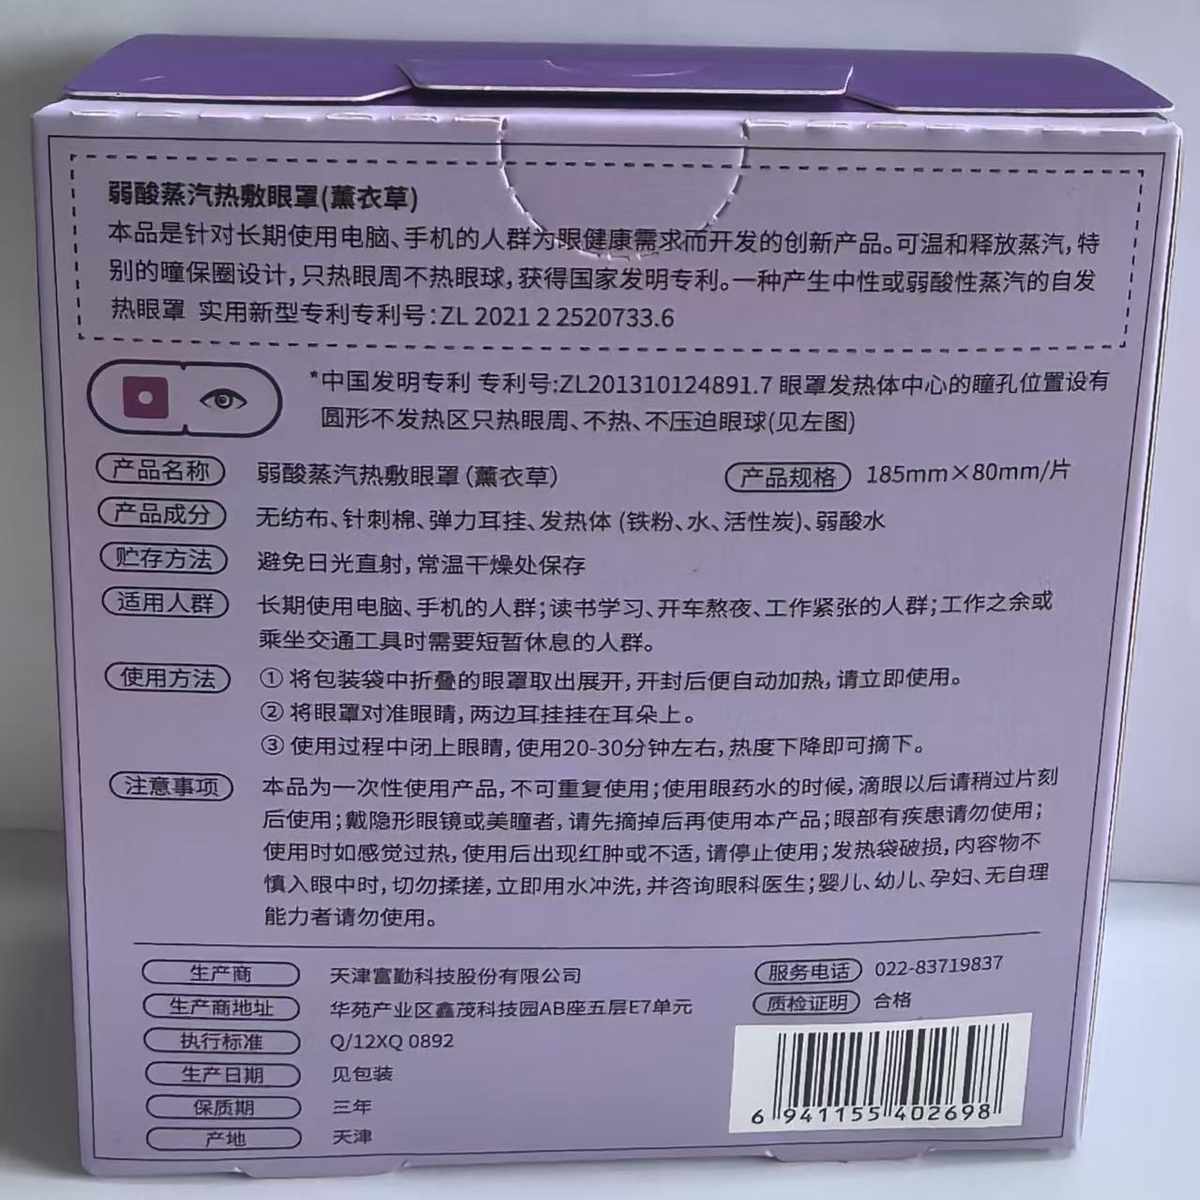 弱酸蒸汽热敷眼罩(薰衣草)
本品是针对长期使用电脑、手机的人群为眼健康需求而开发的创新产品。可温和释放蒸汽,特
别的曈保圈设计,只热眼周不热眼球,获得国家发明专利。一种产生中性或弱酸性蒸汽的自发
热眼罩 实用新型专利专利号:ZL 2021 2 2520733.6
*中国发明专利 专利号:ZL201310124891.7 眼罩发热体中心的瞳孔位置设有
圆形不发热区只热眼周、不热、不压迫眼球(见左图)
产品名称 弱酸蒸汽热敷眼罩(薰衣草) 产品规格 185mm×80mm/片
产品成分 无纺布、针刺棉、弹力耳挂、发热体(铁粉、水、活性炭)、弱酸水
贮存方法 避免日光直射,常温干燥处保存
适用人群 长期使用电脑、手机的人群;读书学习、开车熬夜、工作紧张的人群;工作之余或
乘坐交通工具时需要短暂休息的人群。
使用方法 ① 将包装袋中折叠的眼罩取出展开,开封后便自动加热,请立即使用。
② 将眼罩对准眼睛,两边耳挂挂在耳朵上。
③ 使用过程中闭上眼睛,使用20-30分钟左右,热度下降即可摘下。
注意事项 本品为一次性使用产品,不可重复使用;使用眼药水的时候,滴眼以后请稍过片刻
后使用;戴隐形眼镜或美瞳者,请先摘掉后再使用本产品;眼部有疾患请勿使用;
使用时如感觉过热,使用后出现红肿或不适,请停止使用;发热袋破损,内容物不
慎入眼中时,切勿揉搓,立即用水冲洗,并咨询眼科医生;婴儿、幼儿、孕妇、无自理
能力者请勿使用。
生产商 天津富勤科技股份有限公司 服务电话 022-83719837
生产商地址 华苑产业区鑫茂科技园AB座五层E7单元 质检证明 合格
执行标准 Q/12XQ 0892
生产日期 见包装
保质期 三年
产地 天津
6 941155 402698